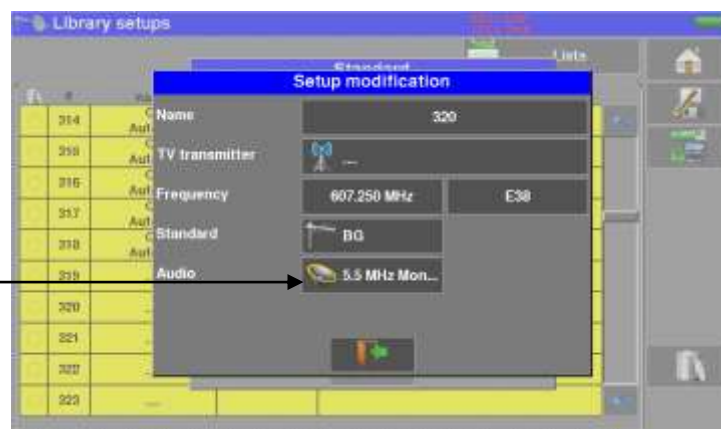 Library setups
Lists
Standard
Setup modification
#
314
315
316
317
318
319
320
321
322
323
Name 320
TV transmitter ---
Frequency 607.250 MHz E38
Standard BG
Audio 5.5 MHz Mon...